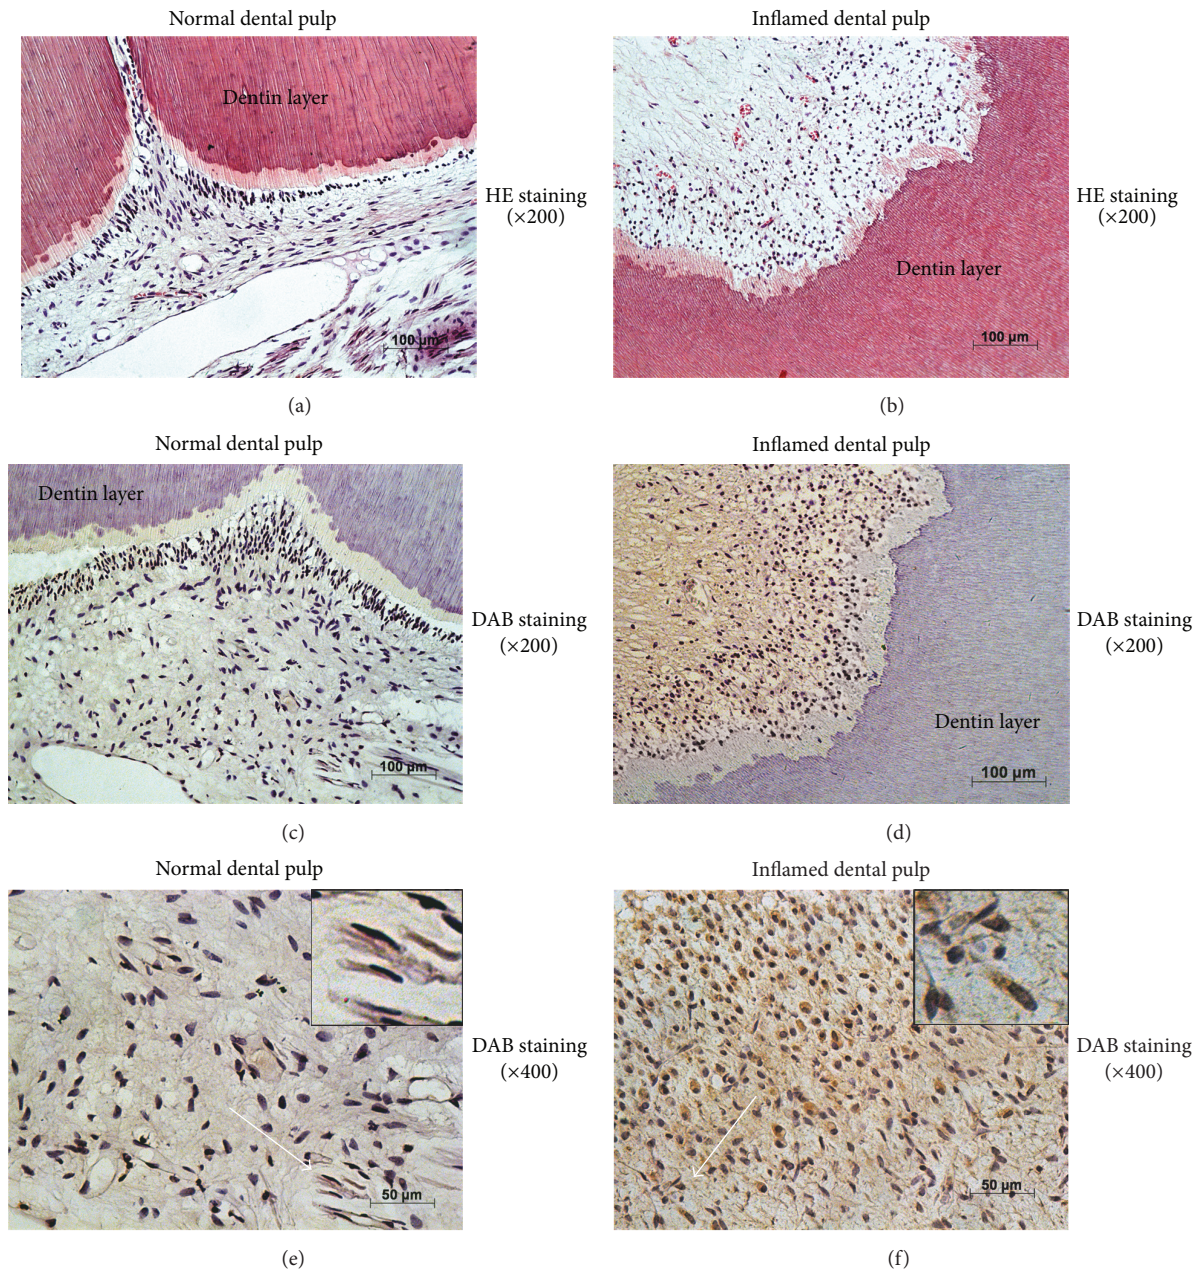 Normal dental pulp
Inflamed dental pulp
Dentin layer
HE staining
(×200)
100 µm
(a)
Dentin layer
HE staining
(×200)
100 µm
(b)
Normal dental pulp
Inflamed dental pulp
Dentin layer
DAB staining
(×200)
100 µm
(c)
Dentin layer
DAB staining
(×200)
100 µm
(d)
Normal dental pulp
Inflamed dental pulp
DAB staining
(×400)
50 µm
(e)
DAB staining
(×400)
50 µm
(f)